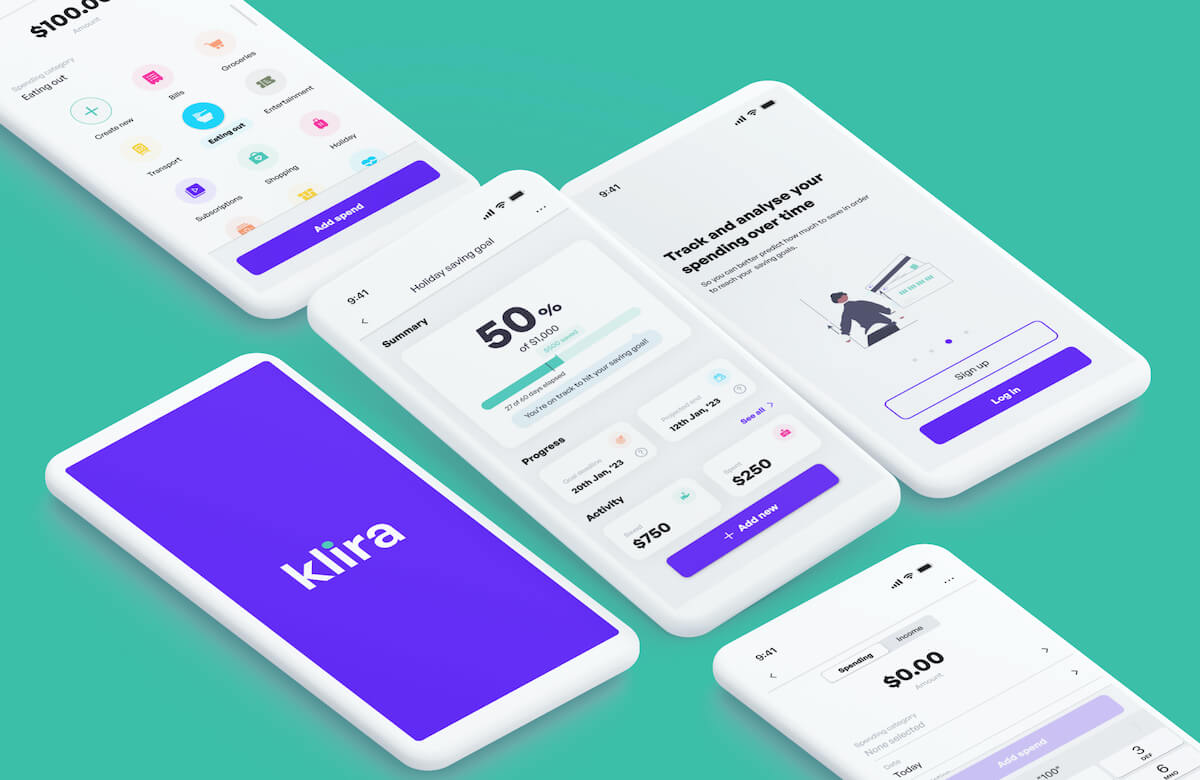 $100.00
Amount
Spending category
Eating out
Create new
Bills
Groceries
Transport
Eating out
Entertainment
Subscriptions
Shopping
Holiday
Add spend
9:41
Holiday saving goal
Summary
50%
of $1,000
$500 saved
27 of 60 days elapsed
You're on track to hit your saving goal!
Progress
Goal deadline
20th Jan, '23
Projected end
12th Jan, '23
Activity
See all
Saved
$750
Spent
$250
+ Add new
9:41
Track and analyse your
spending over time
So you can better predict how much to save in order
to reach your saving goals.
Sign up
Log in
klira
9:41
Spending
Income
$0.00
Amount
Spending category
None selected
Date
Today
Add spend
3
DEF
6
MNO